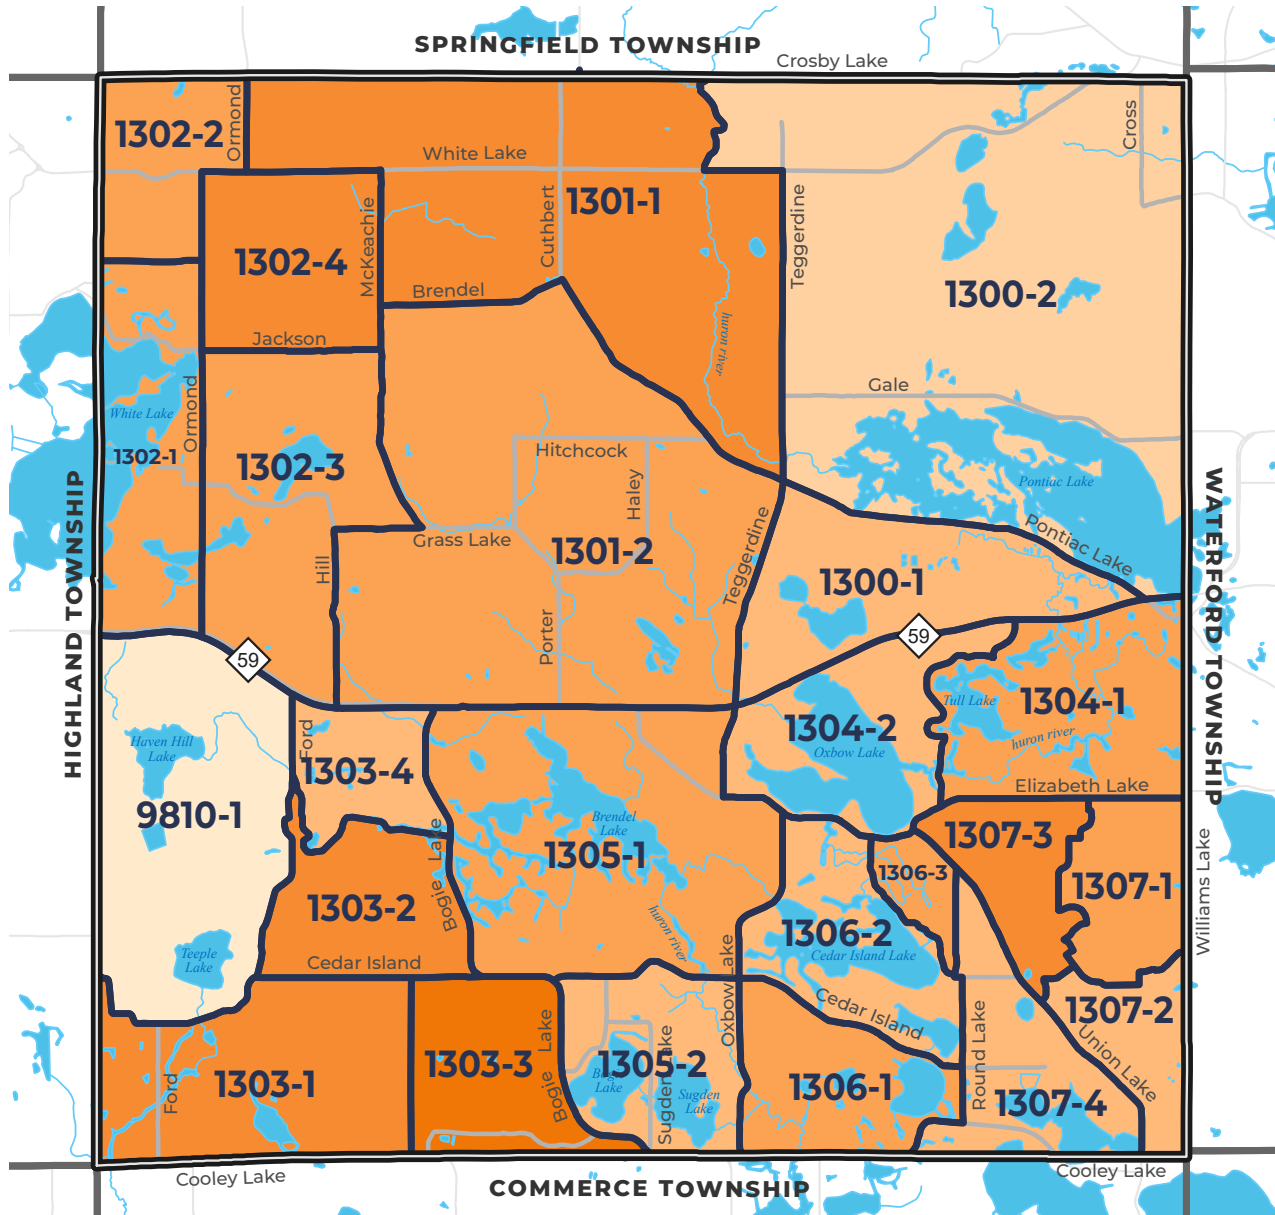 SPRINGFIELD TOWNSHIP
Crosby Lake
Ormond
1302-2
Cross
White Lake
1301-1
Cuthbert
McKeachie
Teggerdine
1302-4
Brendel
1300-2
huron river
Jackson
Gale
Ormond
White Lake
1302-1
1302-3
Hitchcock
Haley
Pontiac Lake
HIGHLAND TOWNSHIP
WATERFORD TOWNSHIP
Grass Lake
1301-2
Hill
Teggerdine
Pontiac Lake
1300-1
Porter
59
59
Tull Lake
1304-1
huron river
Haven Hill
Lake
Ford
1303-4
1304-2
Oxbow Lake
Elizabeth Lake
9810-1
Brendel
Lake
1305-1
Bogie Lake
1307-3
1306-3
1307-1
Williams Lake
1303-2
huron river
1306-2
Cedar Island Lake
Teeple
Lake
Cedar Island
Oxbow Lake
Cedar Island
1307-2
Round Lake
Union Lake
Ford
1303-1
1303-3
Bogie Lake
1305-2
Lake
Sugden Lake
Sugden
Lake
1306-1
1307-4
Cooley Lake
Cooley Lake
COMMERCE TOWNSHIP